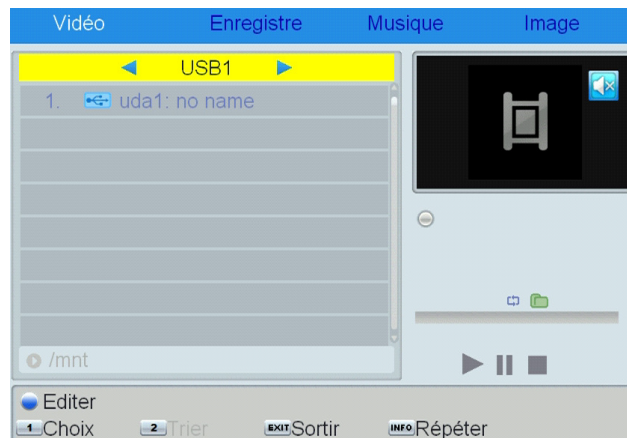 Vidéo Enregistre Musique Image
USB1
1. uda1: no name
/mnt
Editer
1 Choix 2 Trier EXIT Sortir INFO Répéter